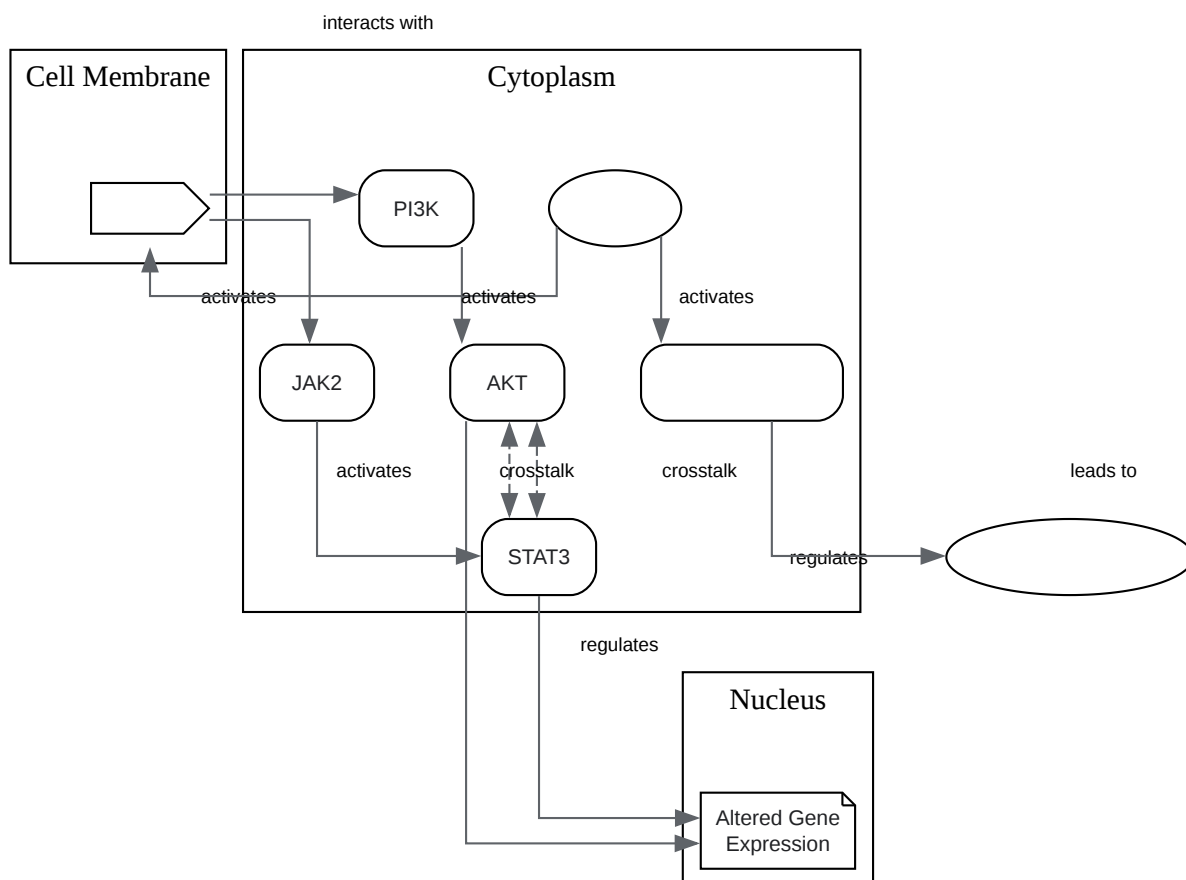 interacts with
Cell Membrane
Cytoplasm
PI3K
activates
activates
activates
JAK2
AKT
activates
crosstalk
crosstalk
leads to
STAT3
regulates
regulates
Nucleus
Altered Gene
Expression